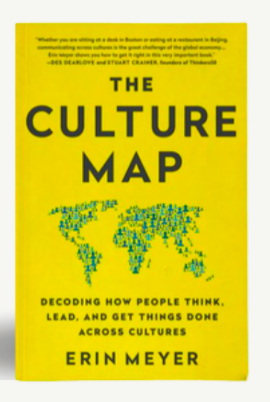 "Whether you are sitting at a desk in Boston or eating at a restaurant in Beijing,
communicating across cultures is the great challenge of the global economy...
Erin Meyer shows you how to get it right in this very important book."
—DES DEARLOVE and STUART CRAINER, founders of Thinkers50
THE
CULTURE
MAP
DECODING HOW PEOPLE THINK,
LEAD, AND GET THINGS DONE
ACROSS CULTURES
ERIN MEYER